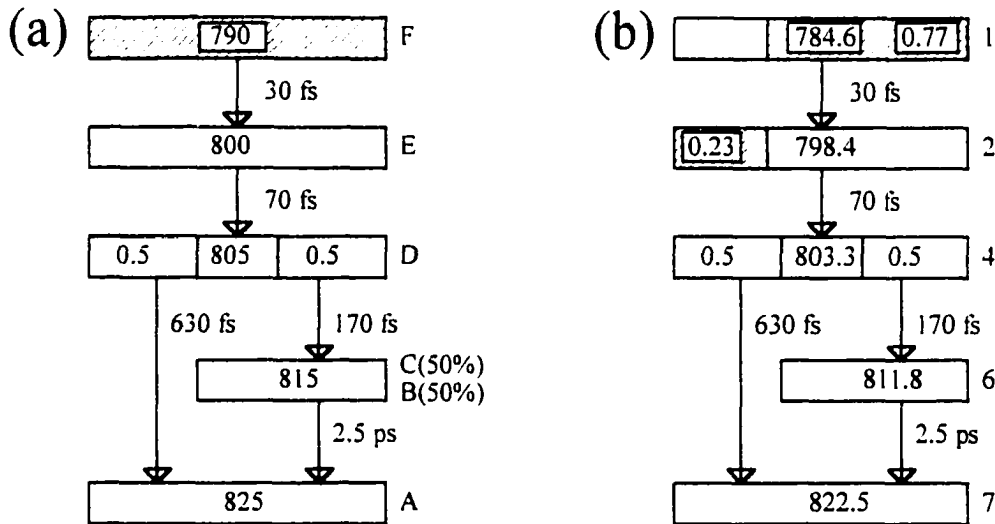 (a)
790 F
30 fs
800 E
70 fs
0.5 805 0.5 D
630 fs 170 fs
815 C(50%)
B(50%)
2.5 ps
825 A
(b)
784.6 0.77 1
30 fs
0.23 798.4 2
70 fs
0.5 803.3 0.5 4
630 fs 170 fs
811.8 6
2.5 ps
822.5 7